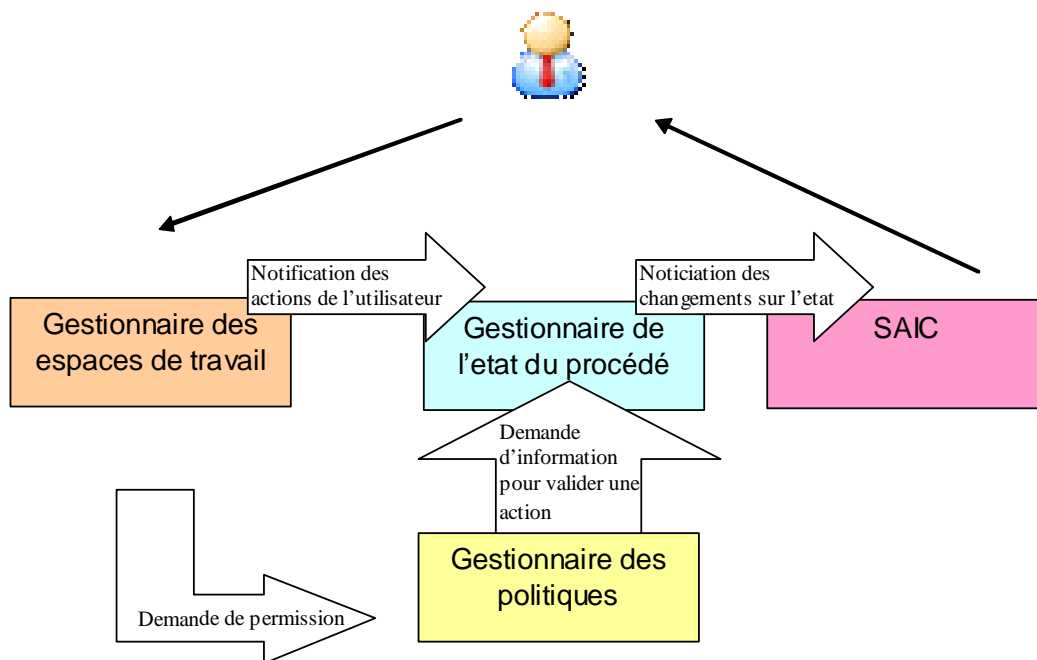 Notification des
actions de l'utilisateur
Noticiation des
changements sur l'etat
Gestionnaire des
espaces de travail
Gestionnaire de
l'etat du procédé
SAIC
Demande
d'information
pour valider une
action
Gestionnaire des
politiques
Demande de permission